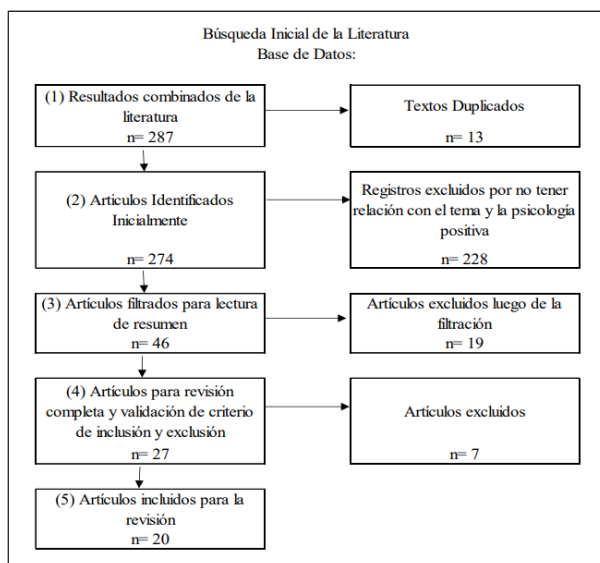 Búsqueda Inicial de la Literatura
Base de Datos:
(1) Resultados combinados de la
literatura
n= 287
Textos Duplicados
n= 13
(2) Articulos Identificados
Inicialmente
n= 274
Registros excluidos por no tener
relación con el tema y la psicología
positiva
n= 228
(3) Artículos filtrados para lectura
de resumen
n= 46
Artículos excluidos luego de la
filtración
n= 19
(4) Artículos para revisión
completa y validación de criterio
de inclusión y exclusión
n= 27
Artículos excluidos
n= 7
(5) Artículos incluidos para la
revisión
n= 20